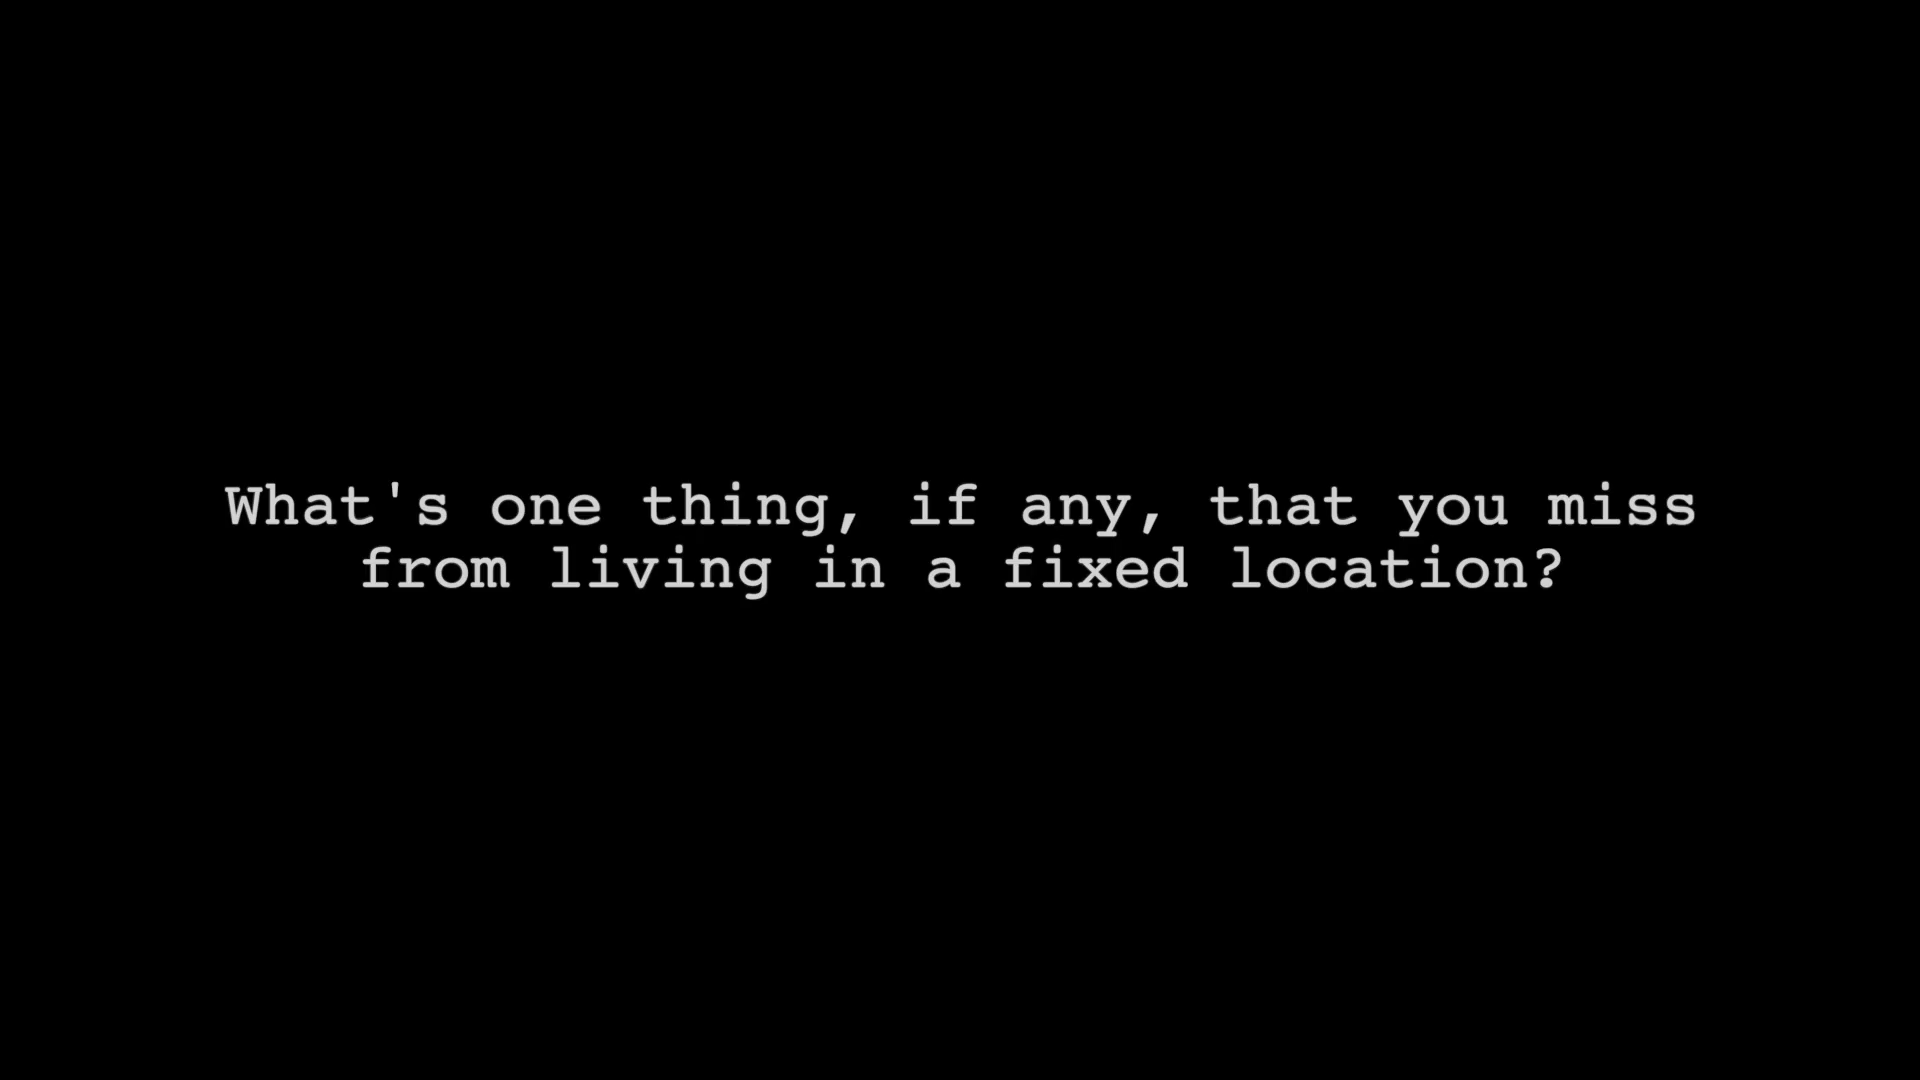 What's one thing, if any, that you miss
from living in a fixed location?